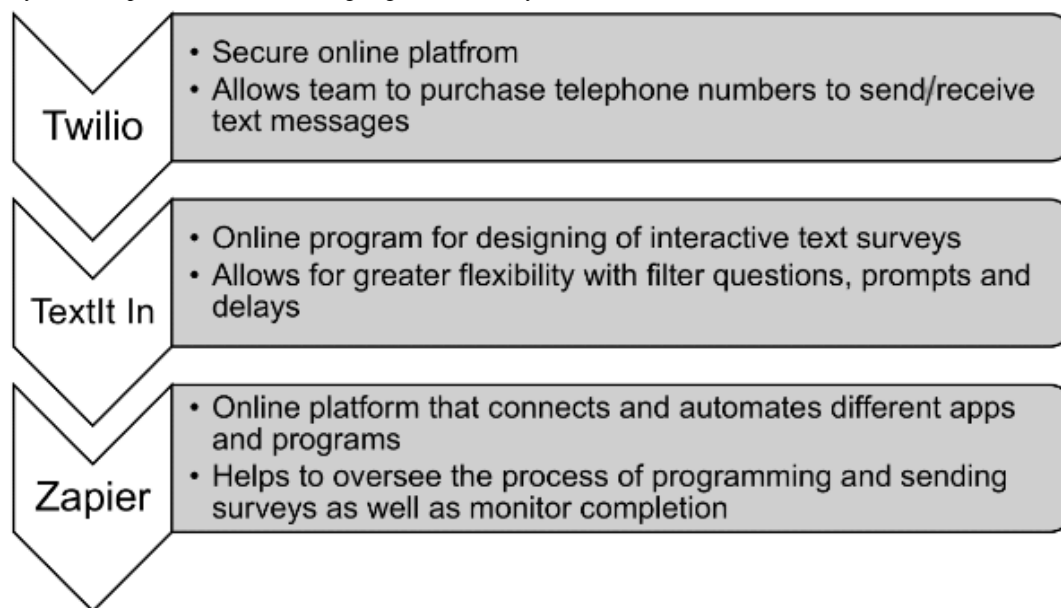 • Secure online platfrom
• Allows team to purchase telephone numbers to send/receive
text messages
Twilio
• Online program for designing of interactive text surveys
• Allows for greater flexibility with filter questions, prompts and
delays
TextIt In
• Online platform that connects and automates different apps
and programs
• Helps to oversee the process of programming and sending
surveys as well as monitor completion
Zapier